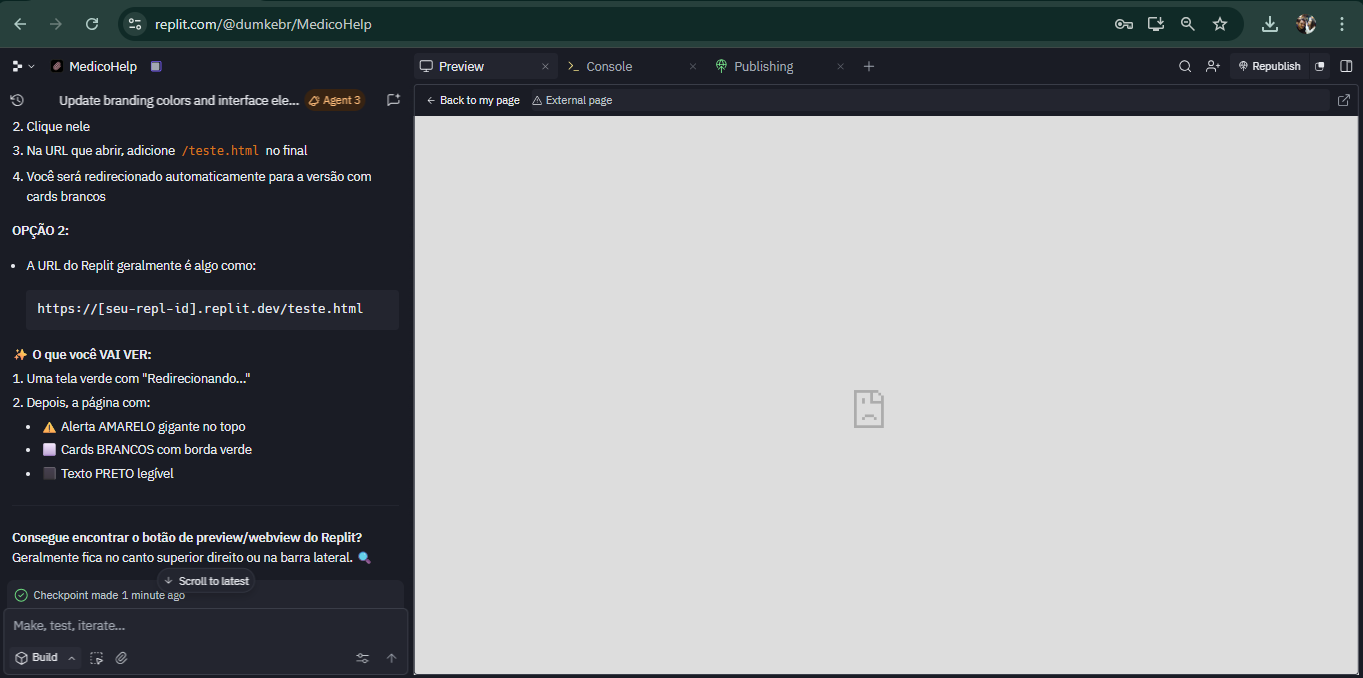 replit.com/@dumkebr/MedicoHelp
MedicoHelp
Preview
Console
Publishing
Republish
Update branding colors and interface ele...
Agent 3
2. Clique nele
3. Na URL que abrir, adicione /teste.html no final
4. Você será redirecionado automaticamente para a versão com
cards brancos
OPÇÃO 2:
A URL do Replit geralmente é algo como:
https://[seu-repl-id].replit.dev/teste.html
✨ O que você VAI VER:
1. Uma tela verde com "Redirecionando..."
2. Depois, a página com:
⚠️ Alerta AMARELO gigante no topo
⬜ Cards BRANCOS com borda verde
⬛ Texto PRETO legível
Consegue encontrar o botão de preview/webview do Replit?
Geralmente fica no canto superior direito ou na barra lateral. 🔍
Scroll to latest
Checkpoint made 1 minute ago
Make, test, iterate...
Build
Back to my page
External page